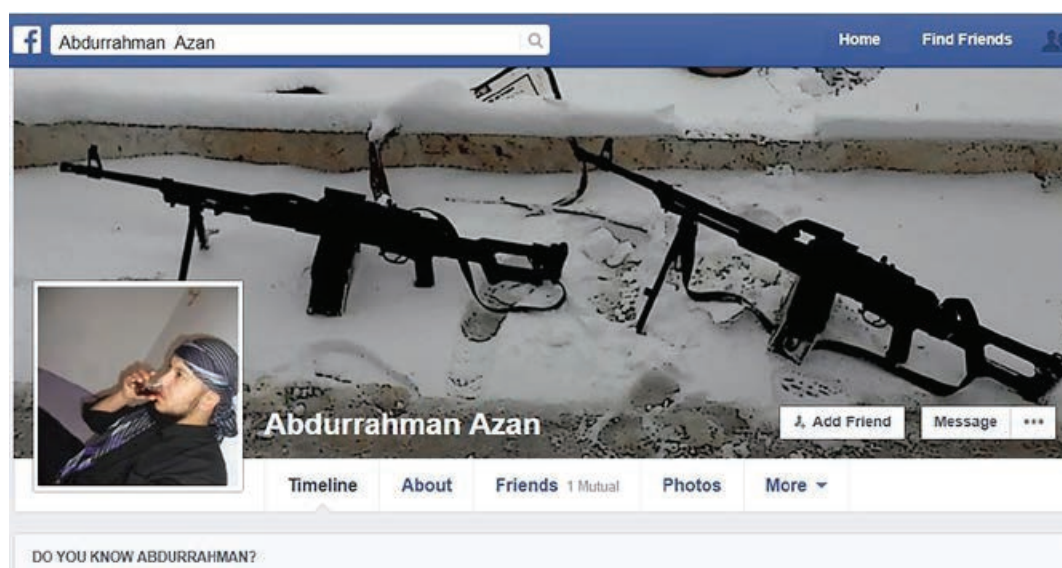 f Abdurrahman Azan Home Find Friends
Abdurrahman Azan Add Friend Message •••
Timeline About Friends 1 Mutual Photos More
DO YOU KNOW ABDURRAHMAN?